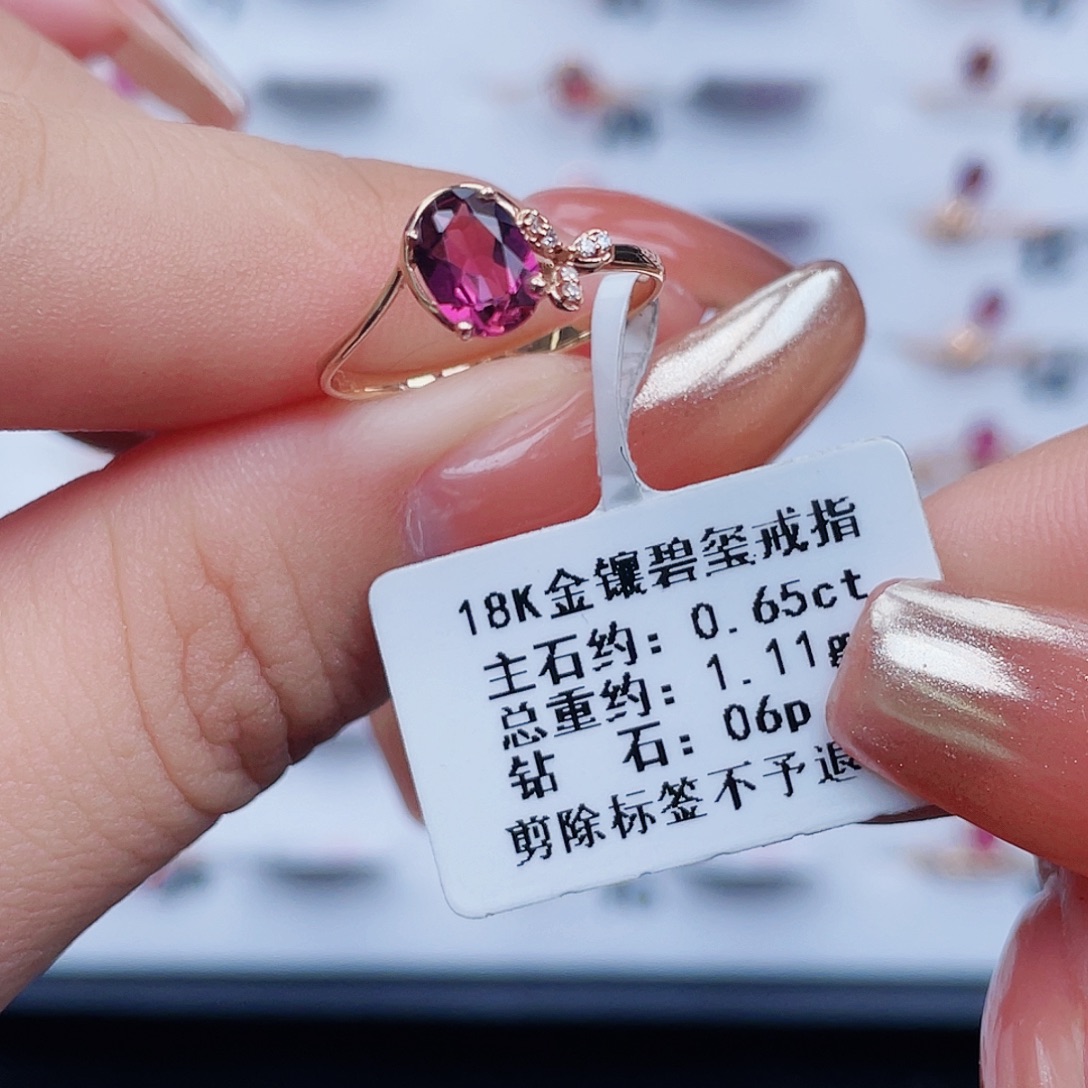 18K金镶碧玺戒指
主石约: 0.65ct
总重约: 1.11g
钻 石: 06p
剪除标签不予退